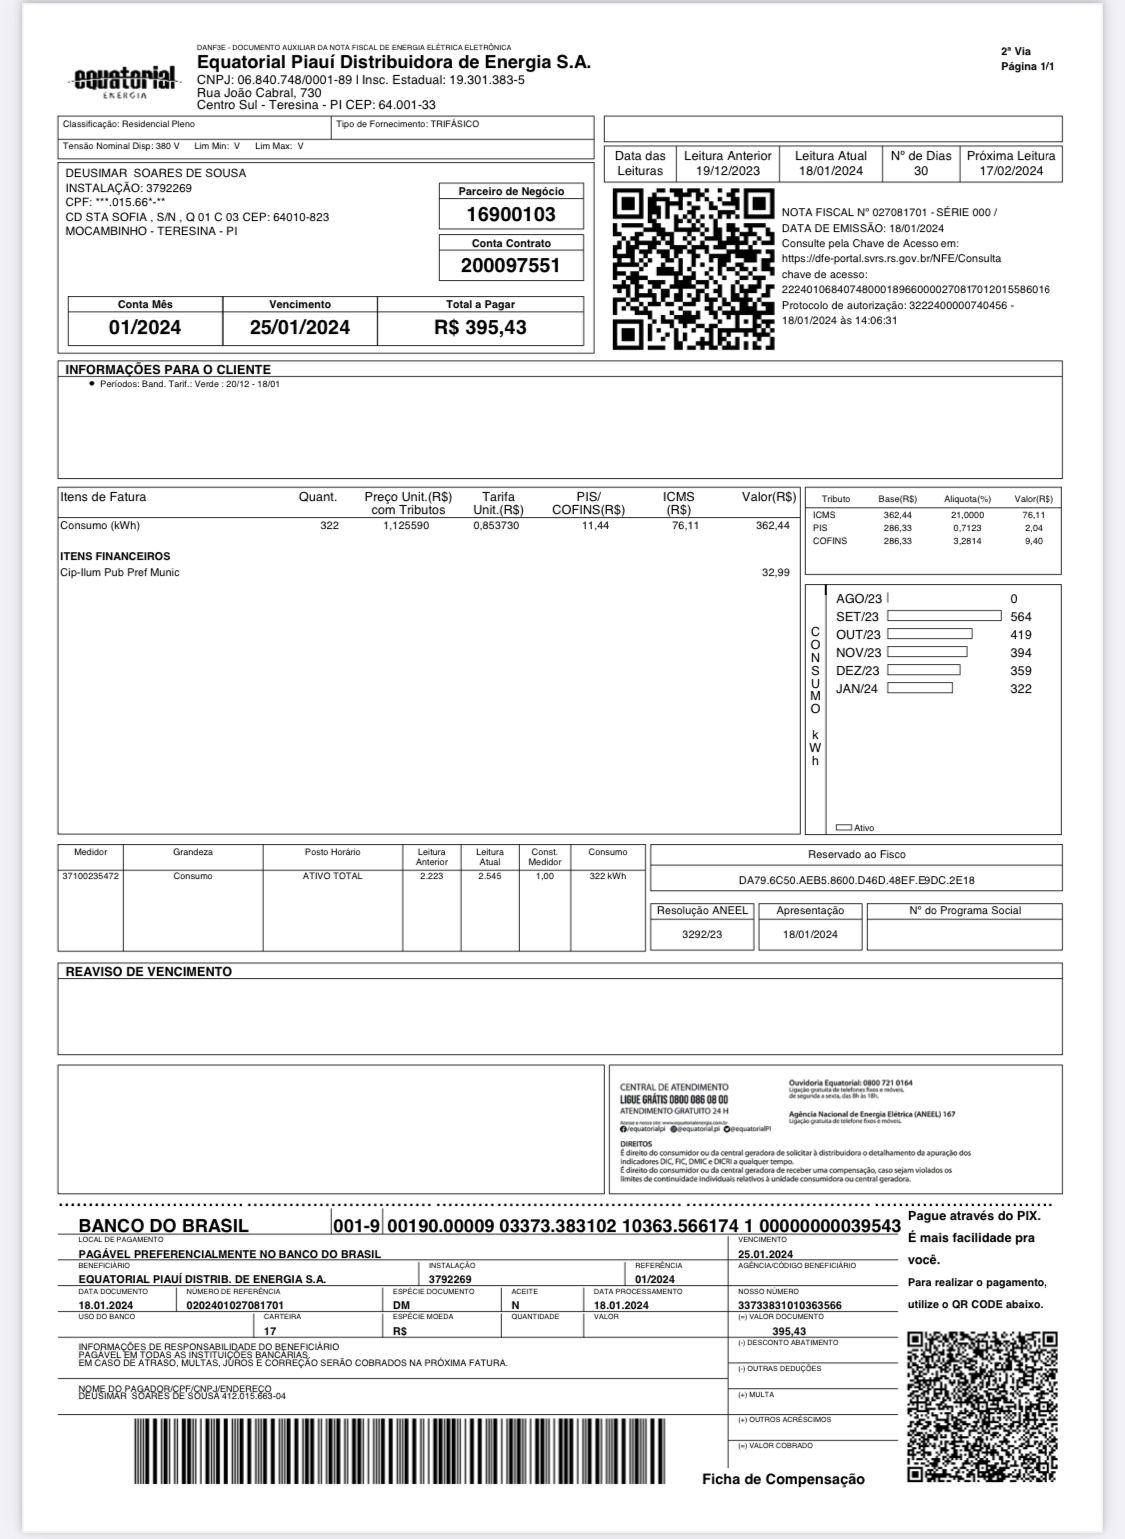 DANF3E - DOCUMENTO AUXILIAR DA NOTA FISCAL DE ENERGIA ELÉTRICA ELETRÔNICA
2ª Via
Página 1/1
equatorial
ENERGIA
Equatorial Piauí Distribuidora de Energia S.A.
CNPJ: 06.840.748/0001-89 | Insc. Estadual: 19.301.383-5
Rua João Cabral, 730
Centro Sul - Teresina - PI CEP: 64.001-33
Classificação: Residencial Pleno
Tipo de Fornecimento: TRIFÁSICO
Tensão Nominal Disp: 380 V Lim Min: V Lim Max: V
Data das Leituras
Leitura Anterior 19/12/2023
Leitura Atual 18/01/2024
Nº de Dias 30
Próxima Leitura 17/02/2024
DEUSIMAR SOARES DE SOUSA
INSTALAÇÃO: 3792269
CPF: ***.015.66*-**
CD STA SOFIA , S/N , Q 01 C 03 CEP: 64010-823
MOCAMBINHO - TERESINA - PI
Parceiro de Negócio
16900103
Conta Contrato
200097551
Conta Mês Vencimento Total a Pagar
01/2024 25/01/2024 R$ 395,43
NOTA FISCAL Nº 027081701 - SÉRIE 000 /
DATA DE EMISSÃO: 18/01/2024
Consulte pela Chave de Acesso em:
https://dfe-portal.svrs.rs.gov.br/NFE/Consulta
chave de acesso:
22240106840748000189660000270817012015586016
Protocolo de autorização: 3222400000740456 -
18/01/2024 às 14:06:31
INFORMAÇÕES PARA O CLIENTE
● Períodos: Band. Tarif.: Verde : 20/12 - 18/01
Itens de Fatura Quant. Preço Unit.(R$) com Tributos Tarifa Unit.(R$) PIS/ COFINS(R$) ICMS (R$) Valor(R$)
Consumo (kWh) 322 1,125590 0,853730 11,44 76,11 362,44
ITENS FINANCEIROS
Cip-Ilum Pub Pref Munic 32,99
Tributo Base(R$) Aliquota(%) Valor(R$)
ICMS 362,44 21,0000 76,11
PIS 286,33 0,7123 2,04
COFINS 286,33 3,2814 9,40
CONSUMO kWh
AGO/23 0
SET/23 564
OUT/23 419
NOV/23 394
DEZ/23 359
JAN/24 322
Ativo
Medidor Grandeza Posto Horário Leitura Anterior Leitura Atual Const. Medidor Consumo
37100235472 Consumo ATIVO TOTAL 2.223 2.545 1,00 322 kWh
Reservado ao Fisco
DA79.6C50.AEB5.8600.D46D.48EF.E9DC.2E18
Resolução ANEEL Apresentação Nº do Programa Social
3292/23 18/01/2024
REAVISO DE VENCIMENTO
CENTRAL DE ATENDIMENTO
LIGUE GRÁTIS 0800 086 08 00
ATENDIMENTO GRATUITO 24 H
Acesse o nosso site: www.equatorialenergia.com.br
/equatorialpi @equatorial.pi @equatorialPI
Ouvidoria Equatorial: 0800 721 0164
Ligação gratuita de telefones fixos e móveis,
de segunda a sexta, das 8h às 18h.
Agência Nacional de Energia Elétrica (ANEEL) 167
Ligação gratuita de telefone fixos e móveis.
DIREITOS
É direito do consumidor ou da central geradora de solicitar à distribuidora o detalhamento da apuração dos
indicadores DIC, FIC, DMIC e DICRI a qualquer tempo.
É direito do consumidor ou da central geradora de receber uma compensação, caso sejam violados os
limites de continuidade individuais relativos à unidade consumidora ou central geradora.
BANCO DO BRASIL 001-9 00190.00009 03373.383102 10363.566174 1 00000000039543
LOCAL DE PAGAMENTO
PAGÁVEL PREFERENCIALMENTE NO BANCO DO BRASIL
VENCIMENTO
25.01.2024
BENEFICIÁRIO INSTALAÇÃO REFERÊNCIA AGÊNCIA/CÓDIGO BENEFICIÁRIO
EQUATORIAL PIAUÍ DISTRIB. DE ENERGIA S.A. 3792269 01/2024
DATA DOCUMENTO NÚMERO DE REFERÊNCIA ESPÉCIE DOCUMENTO ACEITE DATA PROCESSAMENTO NOSSO NÚMERO
18.01.2024 0202401027081701 DM N 18.01.2024 33733831010363566
USO DO BANCO CARTEIRA ESPÉCIE MOEDA QUANTIDADE VALOR (=) VALOR DOCUMENTO
17 R$ 395,43
INFORMAÇÕES DE RESPONSABILIDADE DO BENEFICIÁRIO
PAGÁVEL EM TODAS AS INSTITUIÇÕES BANCÁRIAS.
EM CASO DE ATRASO, MULTAS, JUROS E CORREÇÃO SERÃO COBRADOS NA PRÓXIMA FATURA.
(-) DESCONTO ABATIMENTO
(-) OUTRAS DEDUÇÕES
NOME DO PAGADOR/CPF/CNPJ/ENDEREÇO
DEUSIMAR SOARES DE SOUSA 412.015.663-04
(+) MULTA
(+) OUTROS ACRÉSCIMOS
(=) VALOR COBRADO
Ficha de Compensação
Pague através do PIX.
É mais facilidade pra
você.
Para realizar o pagamento,
utilize o QR CODE abaixo.